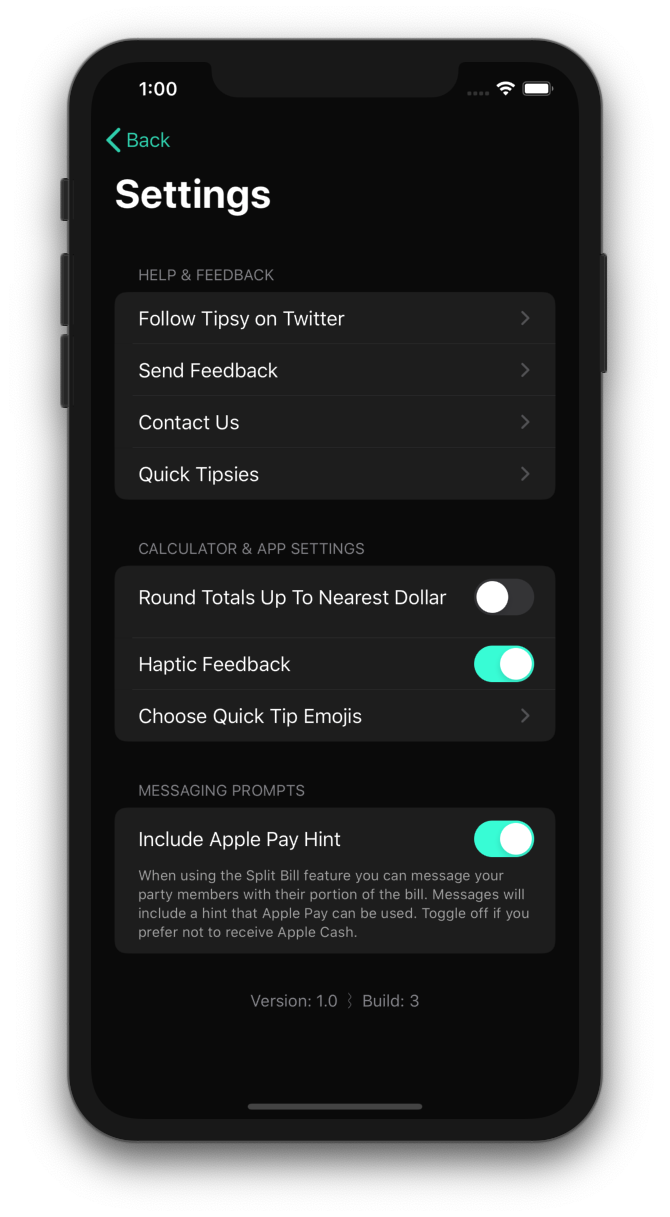 1:00
Back
Settings
HELP & FEEDBACK
Follow Tipsy on Twitter
Send Feedback
Contact Us
Quick Tipsies
CALCULATOR & APP SETTINGS
Round Totals Up To Nearest Dollar
Haptic Feedback
Choose Quick Tip Emojis
MESSAGING PROMPTS
Include Apple Pay Hint
When using the Split Bill feature you can message your
party members with their portion of the bill. Messages will
include a hint that Apple Pay can be used. Toggle off if you
prefer not to receive Apple Cash.
Version: 1.0 ⌇ Build: 3